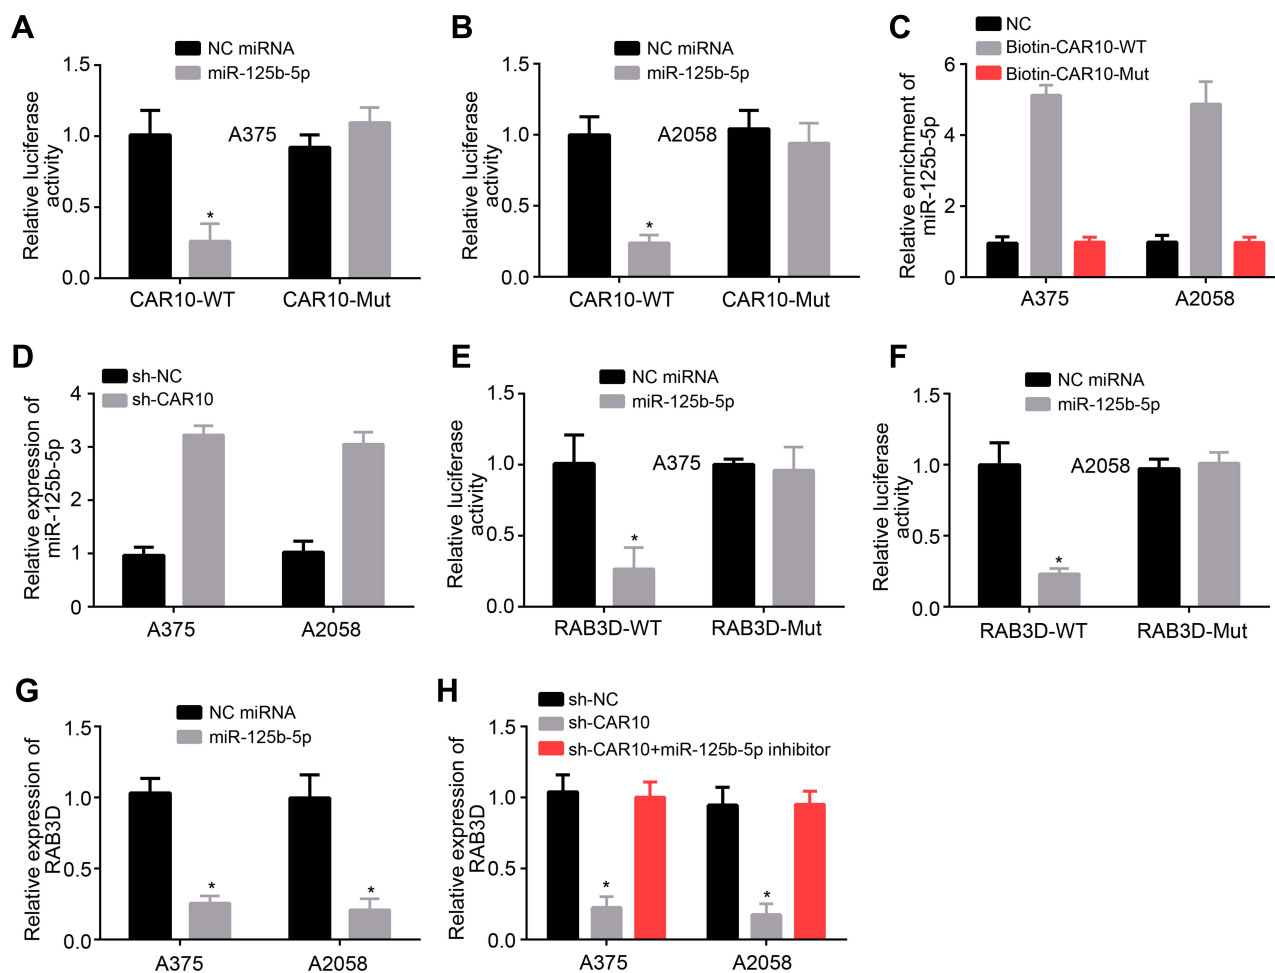 A
NC miRNA
miR-125b-5p
Relative luciferase
activity
1.5
1.0
0.5
0.0
A375
*
CAR10-WT
CAR10-Mut
B
NC miRNA
miR-125b-5p
Relative luciferase
activity
1.5
1.0
0.5
0.0
A2058
*
CAR10-WT
CAR10-Mut
C
NC
Biotin-CAR10-WT
Biotin-CAR10-Mut
Relative enrichment of
miR-125b-5p
6
4
2
0
A375
A2058
D
sh-NC
sh-CAR10
Relative expression of
miR-125b-5p
4
3
2
1
0
A375
A2058
E
NC miRNA
miR-125b-5p
Relative luciferase
activity
1.5
1.0
0.5
0.0
A375
*
RAB3D-WT
RAB3D-Mut
F
NC miRNA
miR-125b-5p
Relative luciferase
activity
1.5
1.0
0.5
0.0
A2058
*
RAB3D-WT
RAB3D-Mut
G
NC miRNA
miR-125b-5p
Relative expression of
RAB3D
1.5
1.0
0.5
0.0
*
*
A375
A2058
H
sh-NC
sh-CAR10
sh-CAR10+miR-125b-5p inhibitor
Relative expression of
RAB3D
1.5
1.0
0.5
0.0
*
*
A375
A2058